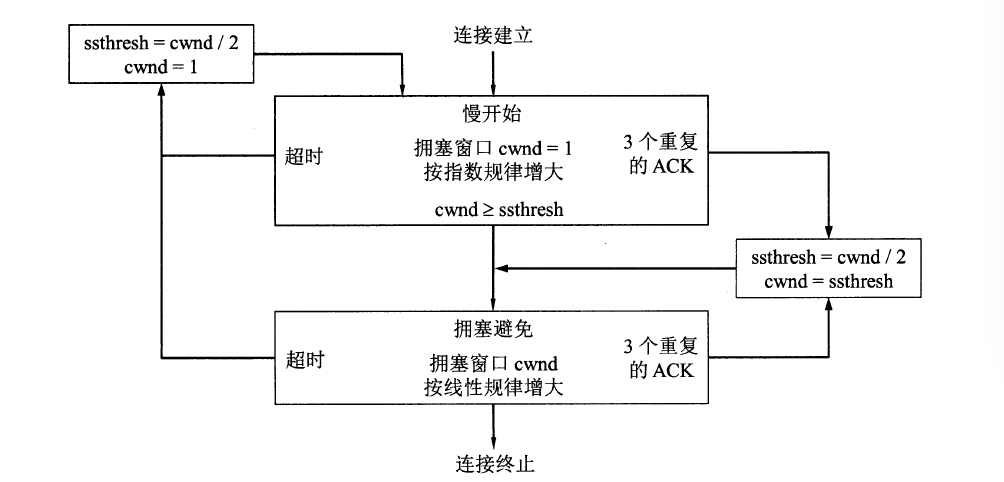 连接建立
ssthresh = cwnd / 2
cwnd = 1
慢开始
超时
拥塞窗口 cwnd = 1
按指数规律增大
3 个重复
的 ACK
cwnd ≥ ssthresh
ssthresh = cwnd / 2
cwnd = ssthresh
拥塞避免
超时
拥塞窗口 cwnd
按线性规律增大
3 个重复
的 ACK
连接终止